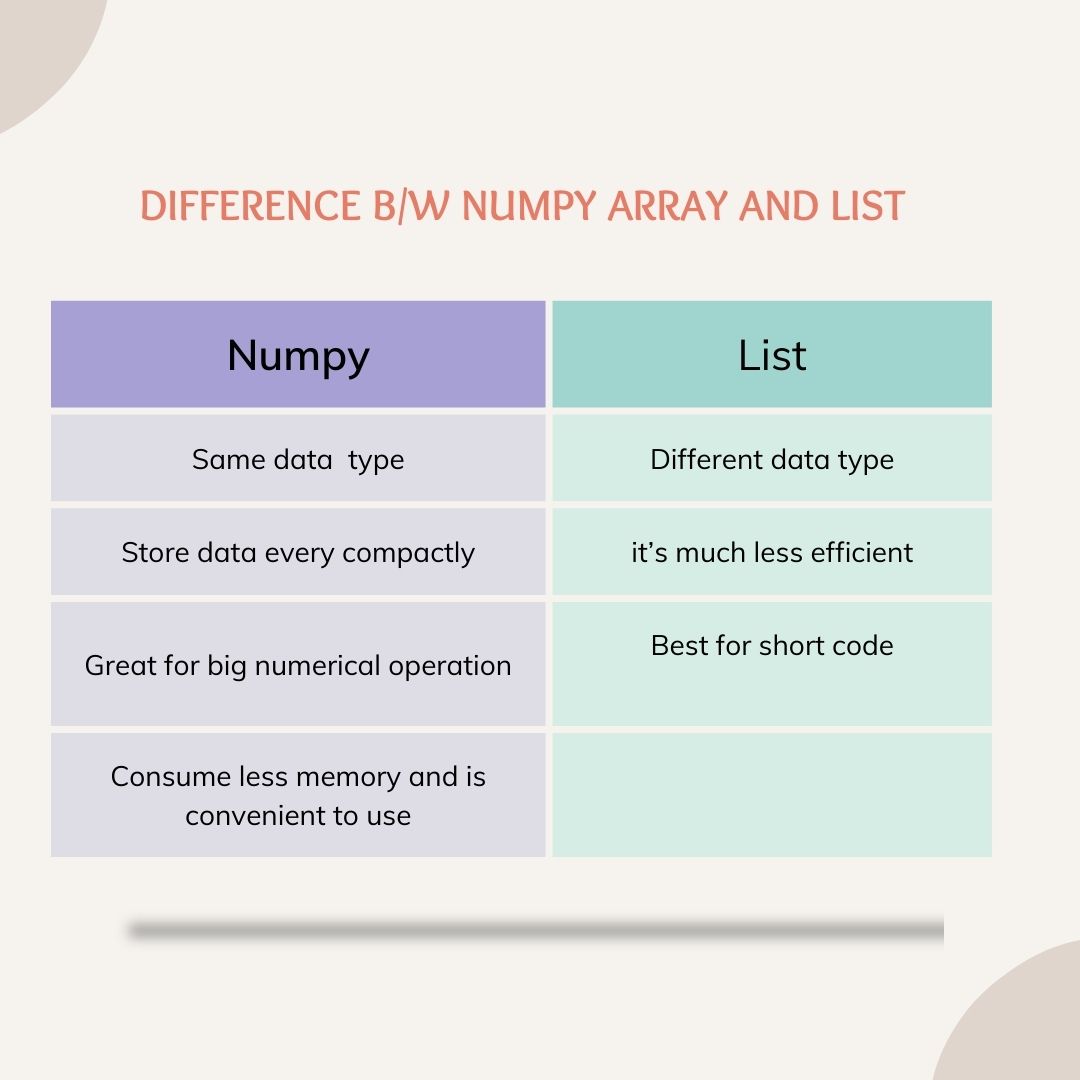 DIFFERENCE B/W NUMPY ARRAY AND LIST
Numpy
List
Same data  type
Different data type
Store data every compactly
it’s much less efficient
Great for big numerical operation
Best for short code
Consume less memory and is
convenient to use